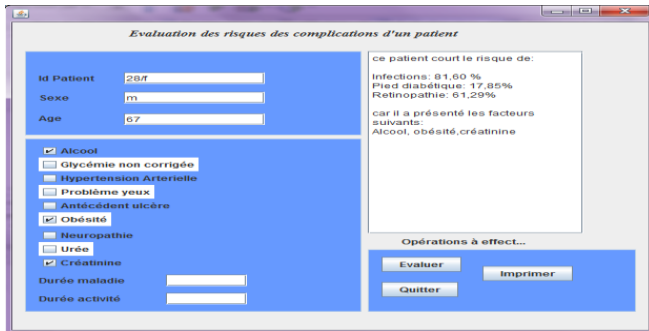 Evaluation des risques des complications d'un patient
Id Patient 28/f
Sexe m
Age 67
Alcool
Glycémie non corrigée
Hypertension Arterielle
Problème yeux
Antécédent ulcère
Obésité
Neuropathie
Urée
Créatinine
Durée maladie
Durée activité
ce patient court le risque de:
Infections: 81,60 %
Pied diabétique: 17,85%
Retinopathie: 61,29%
car il a présenté les facteurs
suivants:
Alcool, obésité,créatinine
Opérations à effect...
Evaluer
Imprimer
Quitter